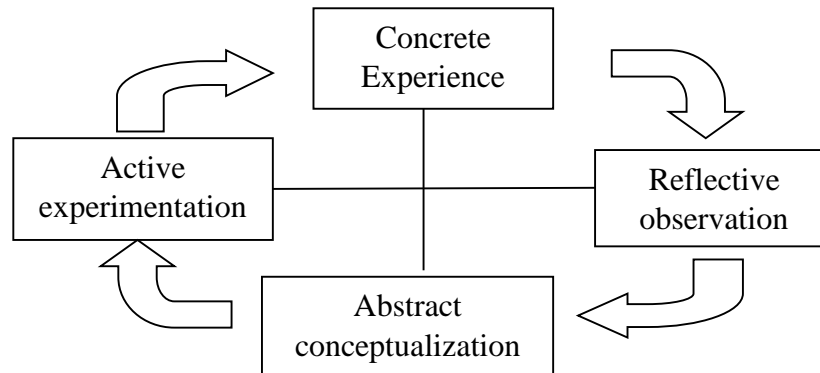 Concrete
Experience
Active
experimentation
Reflective
observation
Abstract
conceptualization